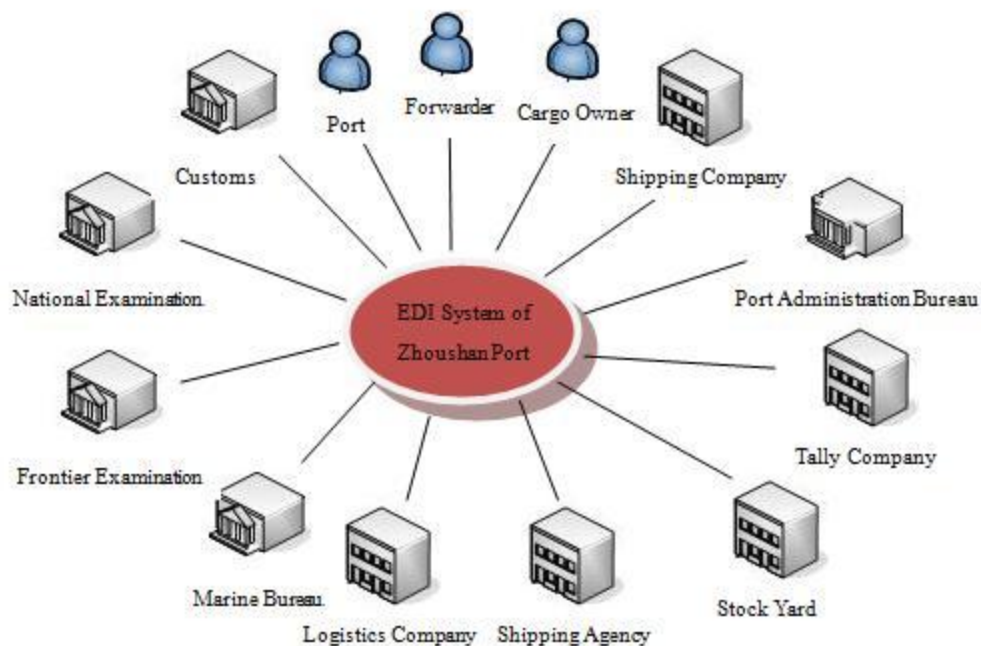 Forwarder
Cargo Owner
Port
Customs
Shipping Company
National Examination.
Port Administration Bureau
EDI System of
Zhoushan Port
Frontier Examination
Tally Company
Marine Bureau.
Stock Yard
Logistics Company
Shipping Agency